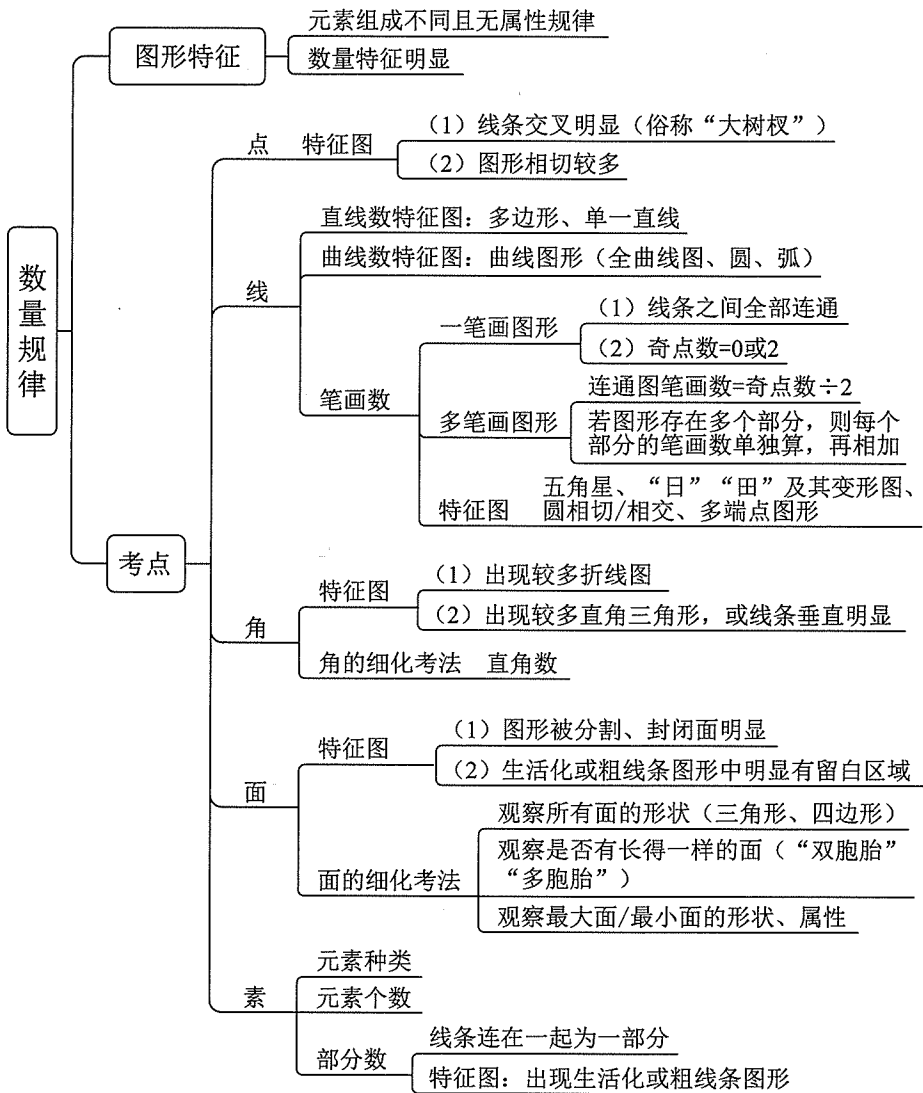 数量规律
图形特征
元素组成不同且无属性规律
数量特征明显
考点
点
特征图
（1）线条交叉明显（俗称“大树杈”）
（2）图形相切较多
线
直线数特征图：多边形、单一直线
曲线数特征图：曲线图形（全曲线图、圆、弧）
笔画数
一笔画图形
（1）线条之间全部连通
（2）奇点数=0或2
多笔画图形
连通图笔画数=奇点数÷2
若图形存在多个部分，则每个
部分的笔画数单独算，再相加
特征图
五角星、“日”“田”及其变形图、
圆相切/相交、多端点图形
角
特征图
（1）出现较多折线图
（2）出现较多直角三角形，或线条垂直明显
角的细化考法
直角数
面
特征图
（1）图形被分割、封闭面明显
（2）生活化或粗线条图形中明显有留白区域
面的细化考法
观察所有面的形状（三角形、四边形）
观察是否有长得一样的面（“双胞胎”
“多胞胎”）
观察最大面/最小面的形状、属性
素
元素种类
元素个数
部分数
线条连在一起为一部分
特征图：出现生活化或粗线条图形